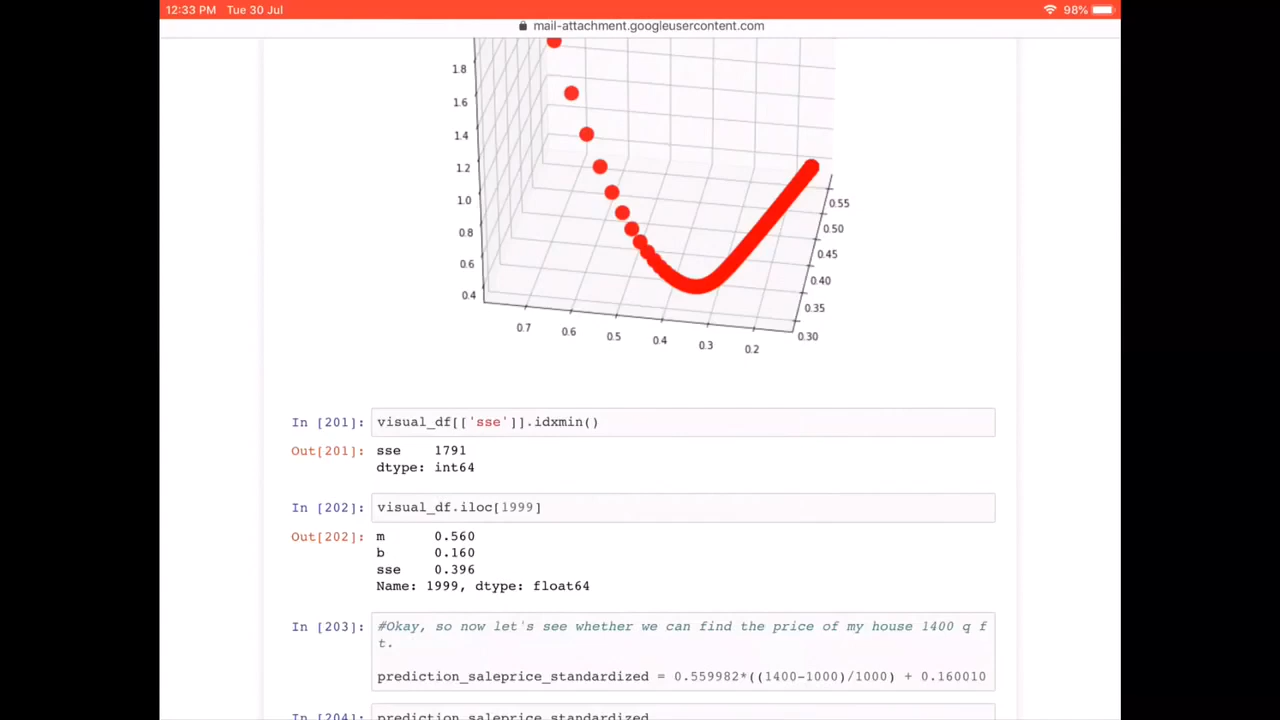 12:33 PM Tue 30 Jul 98%
mail-attachment.googleusercontent.com
1.8
1.6
1.4
1.2
1.0
0.8
0.6
0.4
0.7 0.6 0.5 0.4 0.3 0.2
0.55
0.50
0.45
0.40
0.35
0.30
In [201]: visual_df[['sse']].idxmin()
Out[201]: sse 1791
dtype: int64
In [202]: visual_df.iloc[1999]
Out[202]: m 0.560
b 0.160
sse 0.396
Name: 1999, dtype: float64
In [203]: #Okay, so now let's see whether we can find the price of my house 1400 q f
t.
prediction_saleprice_standardized = 0.559982*((1400-1000)/1000) + 0.160010
In [204]: prediction_saleprice_standardized